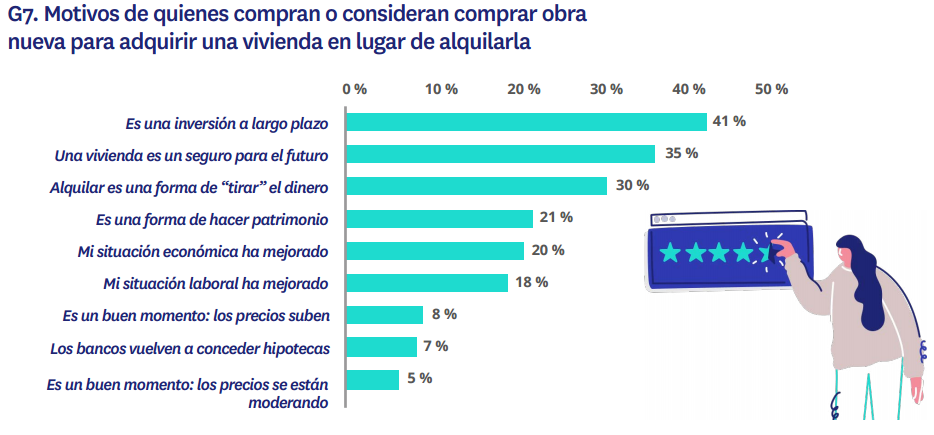 G7. Motivos de quienes compran o consideran comprar obra
nueva para adquirir una vivienda en lugar de alquilarla
0 % 10 % 20 % 30 % 40 % 50 %
Es una inversión a largo plazo 41 %
Una vivienda es un seguro para el futuro 35 %
Alquilar es una forma de “tirar” el dinero 30 %
Es una forma de hacer patrimonio 21 %
Mi situación económica ha mejorado 20 %
Mi situación laboral ha mejorado 18 %
Es un buen momento: los precios suben 8 %
Los bancos vuelven a conceder hipotecas 7 %
Es un buen momento: los precios se están 5 %
moderando